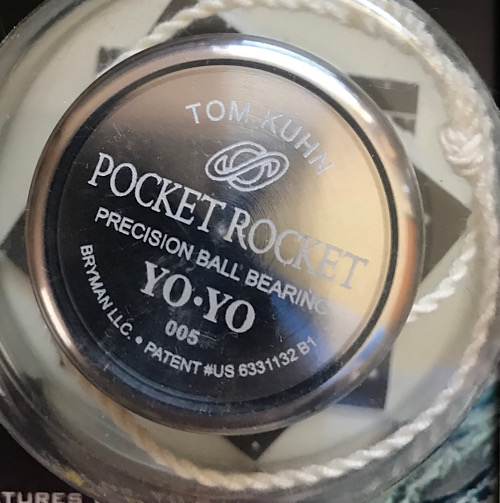 TOM KUHN
POCKET ROCKET
PRECISION BALL BEARING
YO·YO
005
BRYMAN LLC. • PATENT #US 6331132 B1
TURES